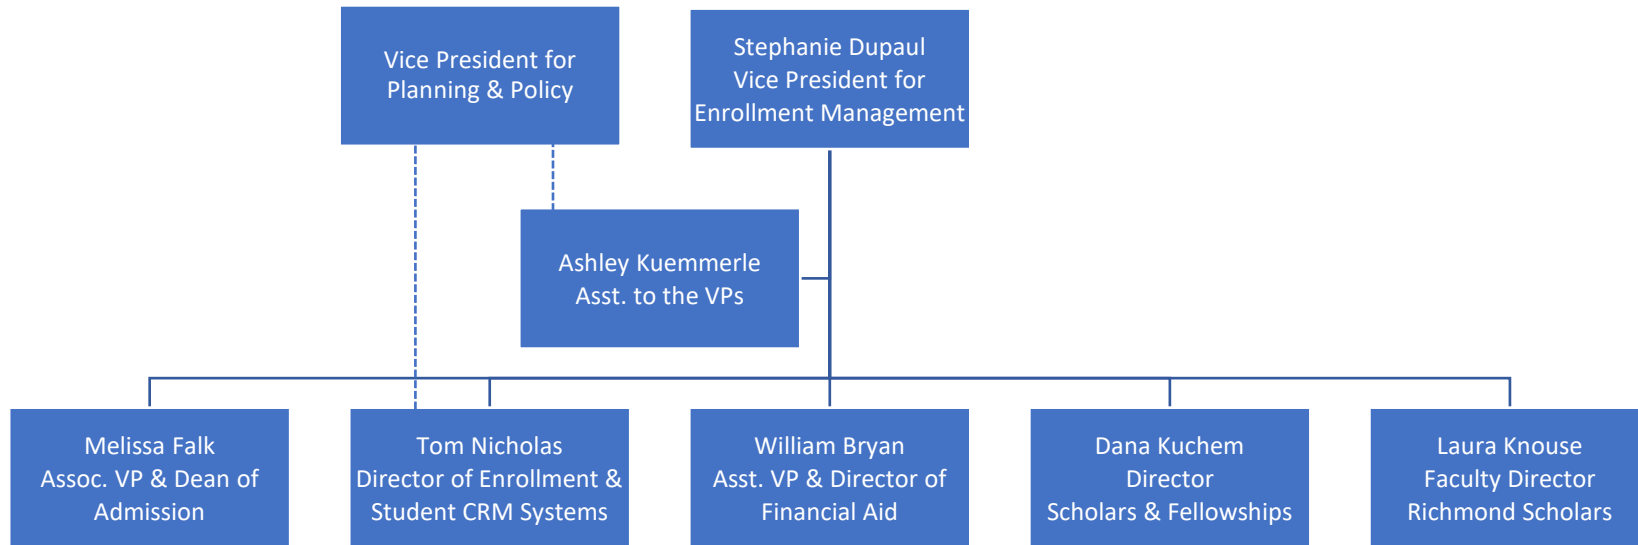 Vice President for
Planning & Policy
Stephanie Dupaul
Vice President for
Enrollment Management
Ashley Kuemmerle
Asst. to the VPs
Melissa Falk
Assoc. VP & Dean of
Admission
Tom Nicholas
Director of Enrollment &
Student CRM Systems
William Bryan
Asst. VP & Director of
Financial Aid
Dana Kuchem
Director
Scholars & Fellowships
Laura Knouse
Faculty Director
Richmond Scholars